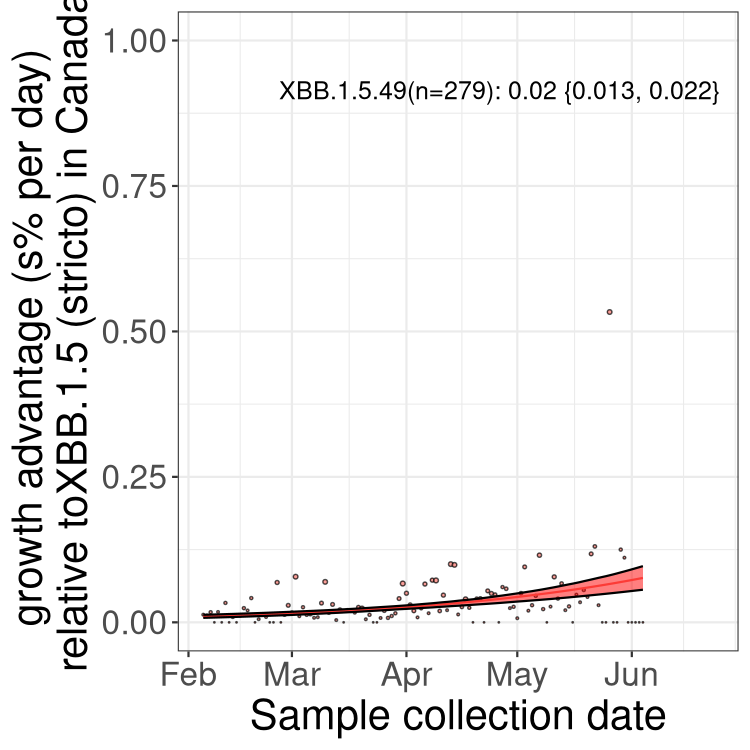 growth advantage (s% per day)
relative toXBB.1.5 (stricto) in Canada
1.00
0.75
0.50
0.25
0.00
XBB.1.5.49(n=279): 0.02 {0.013, 0.022}
Feb Mar Apr May Jun
Sample collection date